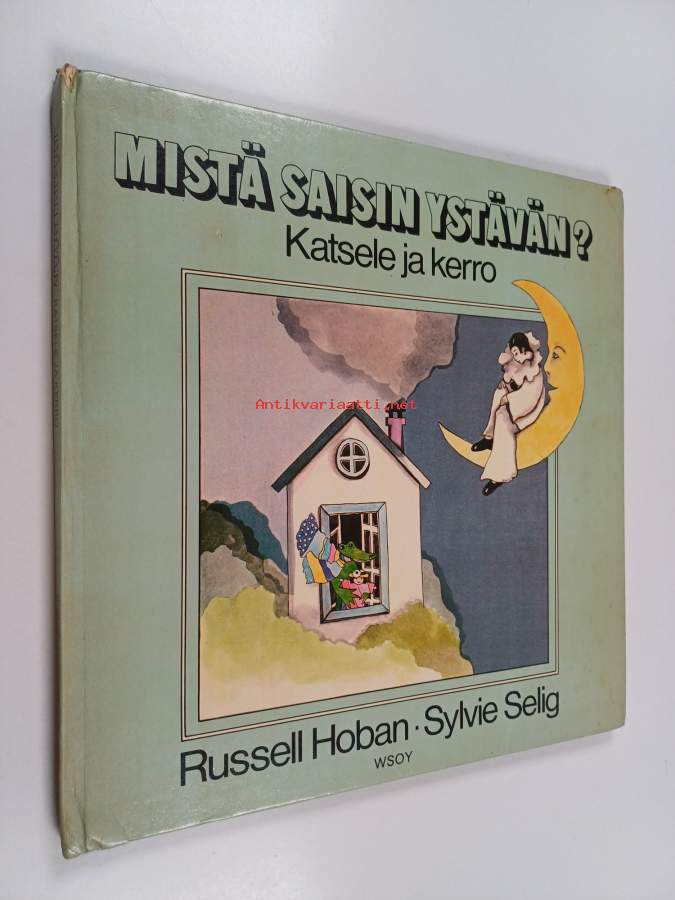 MISTÄ SAISIN YSTÄVÄN?
Katsele ja kerro
Antikvariaatti.net
Russell Hoban · Sylvie Selig
WSOY